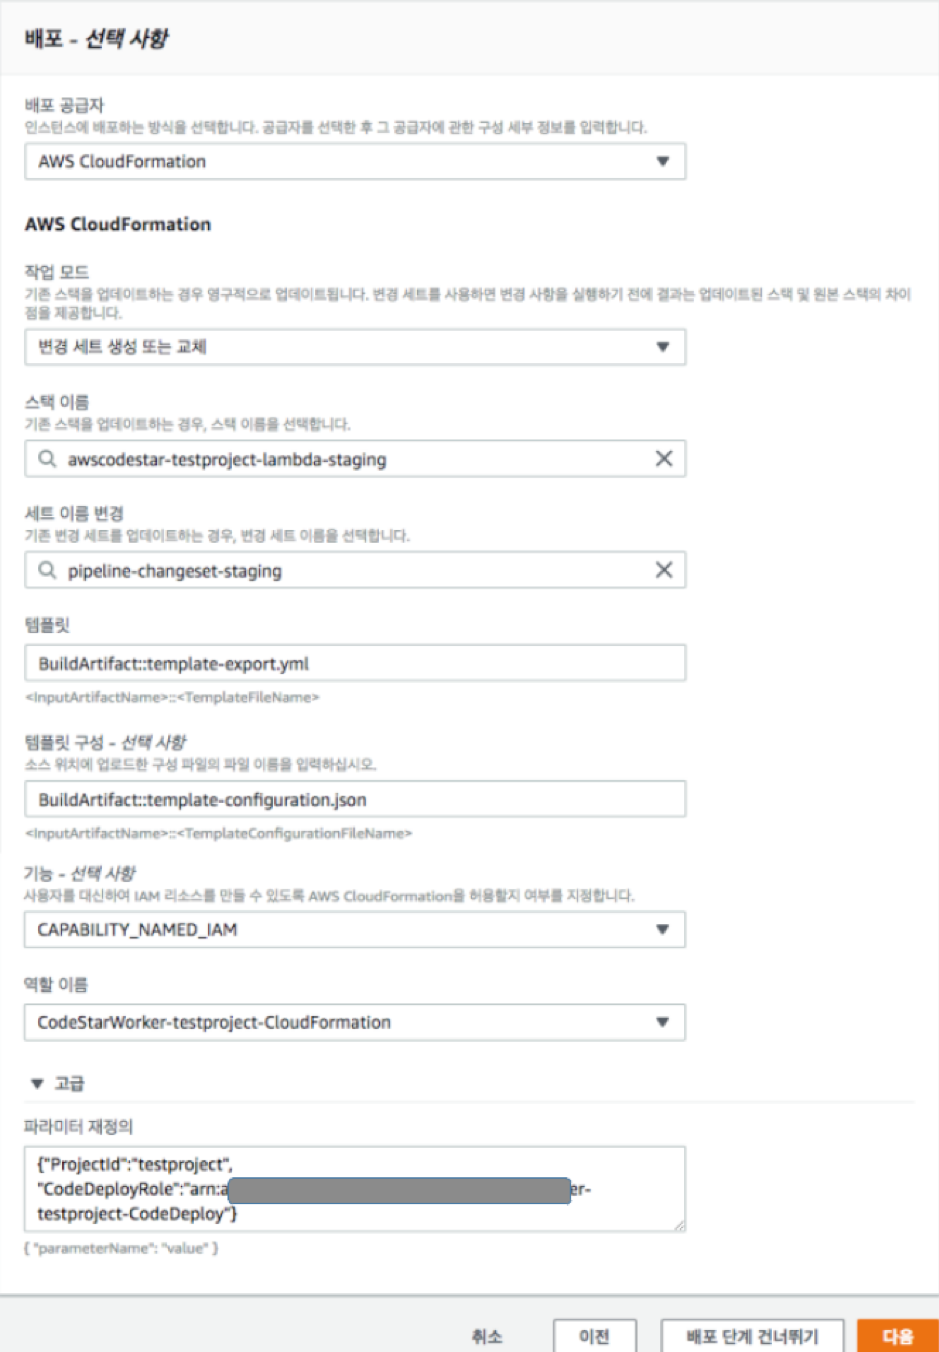 배포 - 선택 사항
배포 공급자
인스턴스에 배포하는 방식을 선택합니다. 공급자를 선택한 후 그 공급자에 관한 구성 세부 정보를 입력합니다.
AWS CloudFormation
AWS CloudFormation
작업 모드
기존 스택을 업데이트하는 경우 영구적으로 업데이트됩니다. 변경 세트를 사용하면 변경 사항을 실행하기 전에 결과는 업데이트된 스택 및 원본 스택의 차이
점을 제공합니다.
변경 세트 생성 또는 교체
스택 이름
기존 스택을 업데이트하는 경우, 스택 이름을 선택합니다.
awscodestar-testproject-lambda-staging
세트 이름 변경
기존 변경 세트를 업데이트하는 경우, 변경 세트 이름을 선택합니다.
pipeline-changeset-staging
템플릿
BuildArtifact::template-export.yml
<InputArtifactName>::<TemplateFileName>
템플릿 구성 - 선택 사항
소스 위치에 업로드한 구성 파일의 파일 이름을 입력하십시오.
BuildArtifact::template-configuration.json
<InputArtifactName>::<TemplateConfigurationFileName>
기능 - 선택 사항
사용자를 대신하여 IAM 리소스를 만들 수 있도록 AWS CloudFormation을 허용할지 여부를 지정합니다.
CAPABILITY_NAMED_IAM
역할 이름
CodeStarWorker-testproject-CloudFormation
고급
파라미터 재정의
{"ProjectId":"testproject",
"CodeDeployRole":"arn:a er-
testproject-CodeDeploy"}
{ "parameterName": "value" }
취소 이전 배포 단계 건너뛰기 다음